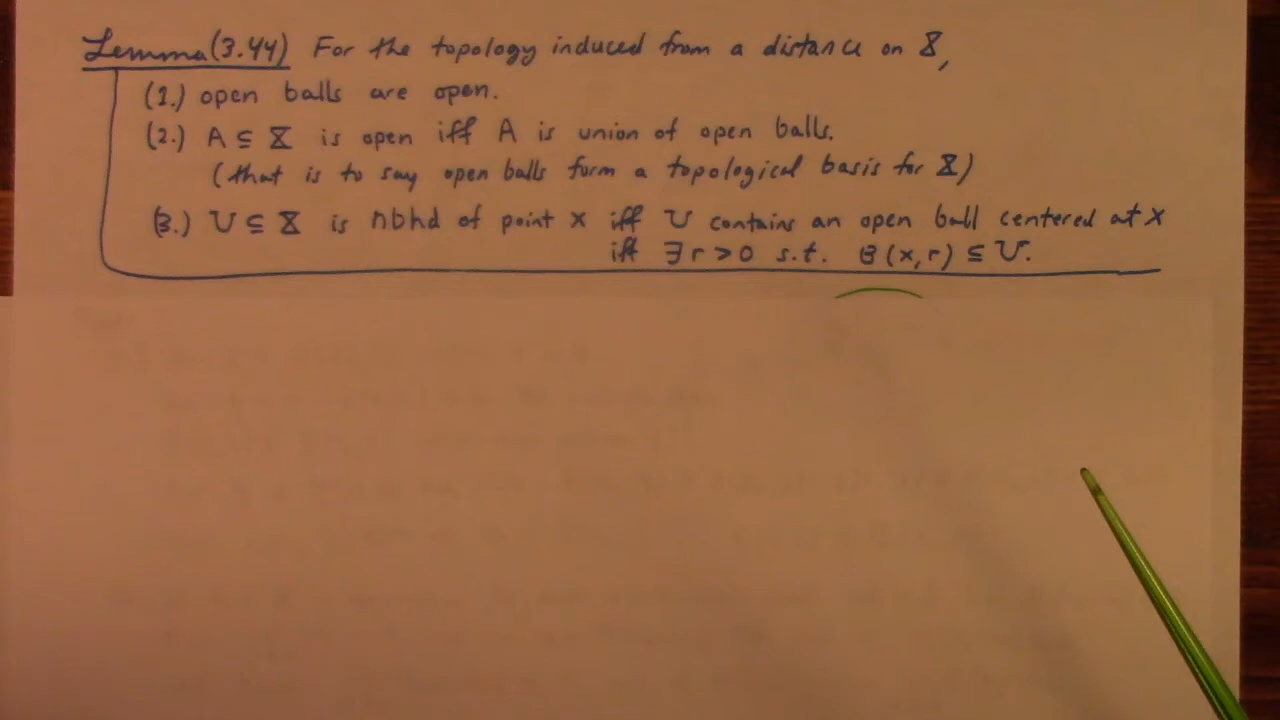 Lemma (3.44) For the topology induced from a distance on X,
(1.) open balls are open.
(2.) A ⊆ X is open iff A is union of open balls.
(that is to say open balls form a topological basis for X)
(3.) U ⊆ X is nbhd of point x iff U contains an open ball centered at x
iff ∃ r > 0 s.t. B(x,r) ⊆ U.